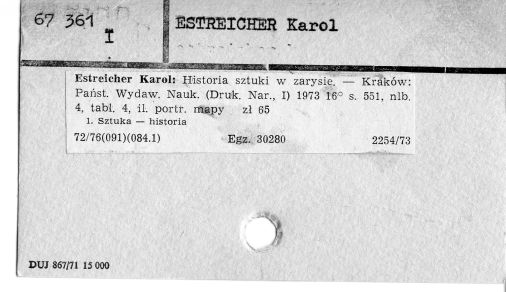 67 361
I
ESTREICHER Karol
Estreicher Karol: Historia sztuki w zarysie. — Kraków:
Państ. Wydaw. Nauk. (Druk. Nar., I) 1973 16° s. 551, nlb.
4, tabl. 4, il. portr. mapy zł 65
1. Sztuka — historia
72/76(091)(084.1) Egz. 30280 2254/73
DUJ 867/71 15 000